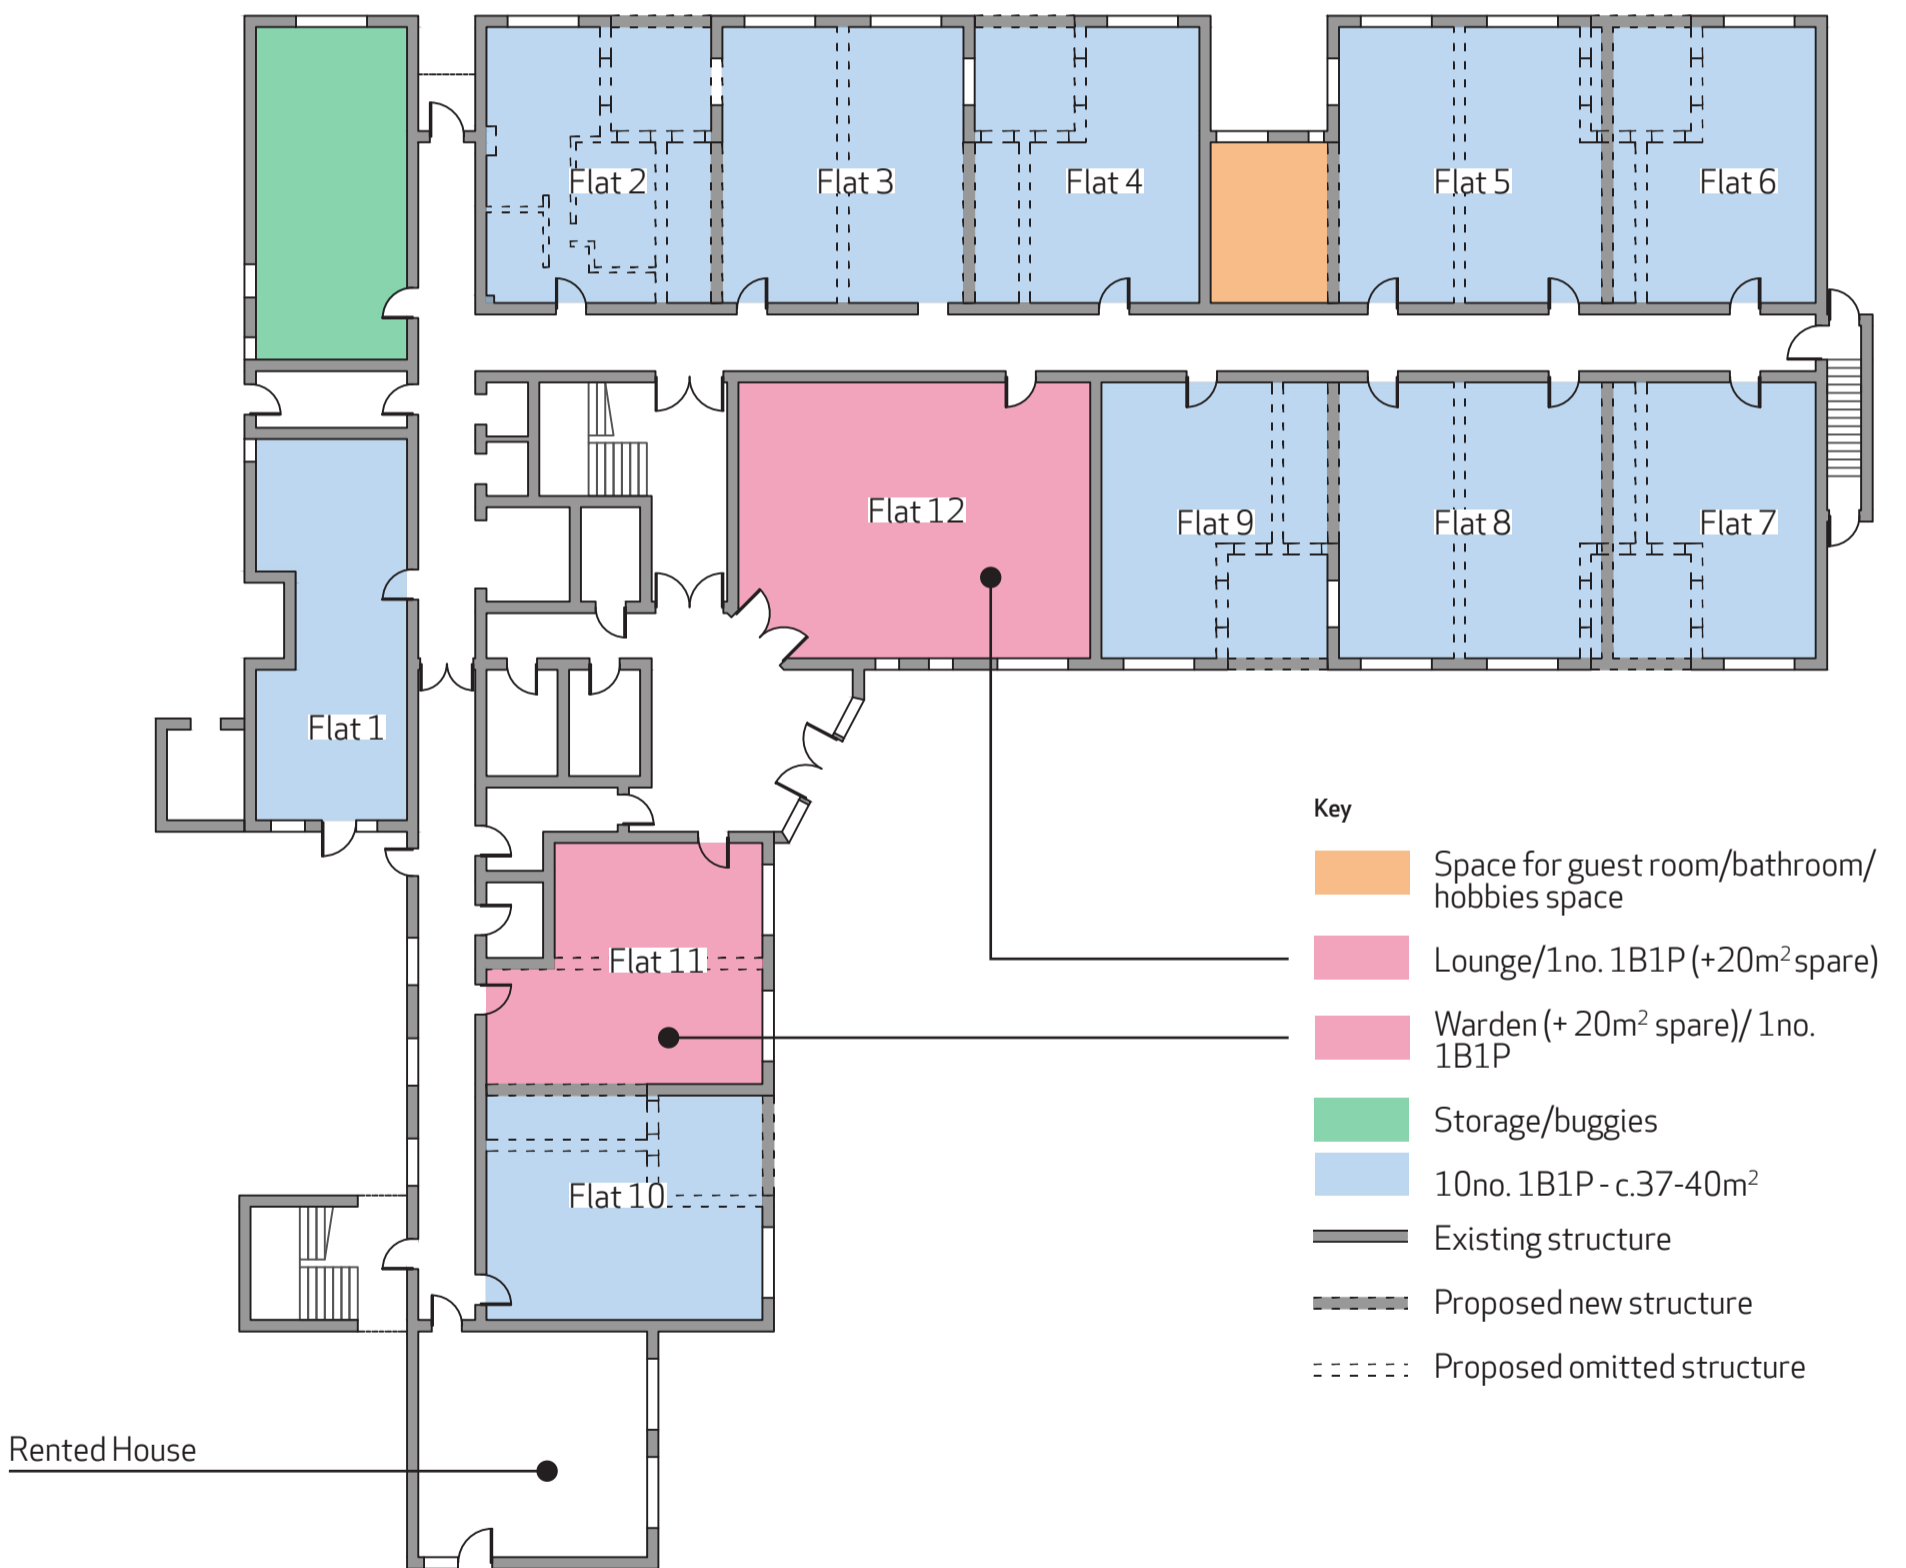 Flat 2
Flat 3
Flat 4
Flat 5
Flat 6
Flat 12
Flat 9
Flat 8
Flat 7
Flat 1
Flat 11
Flat 10
Rented House
Key
Space for guest room/bathroom/
hobbies space
Lounge/1no. 1B1P (+20m² spare)
Warden (+ 20m² spare)/ 1no.
1B1P
Storage/buggies
10no. 1B1P - c.37-40m²
Existing structure
Proposed new structure
Proposed omitted structure